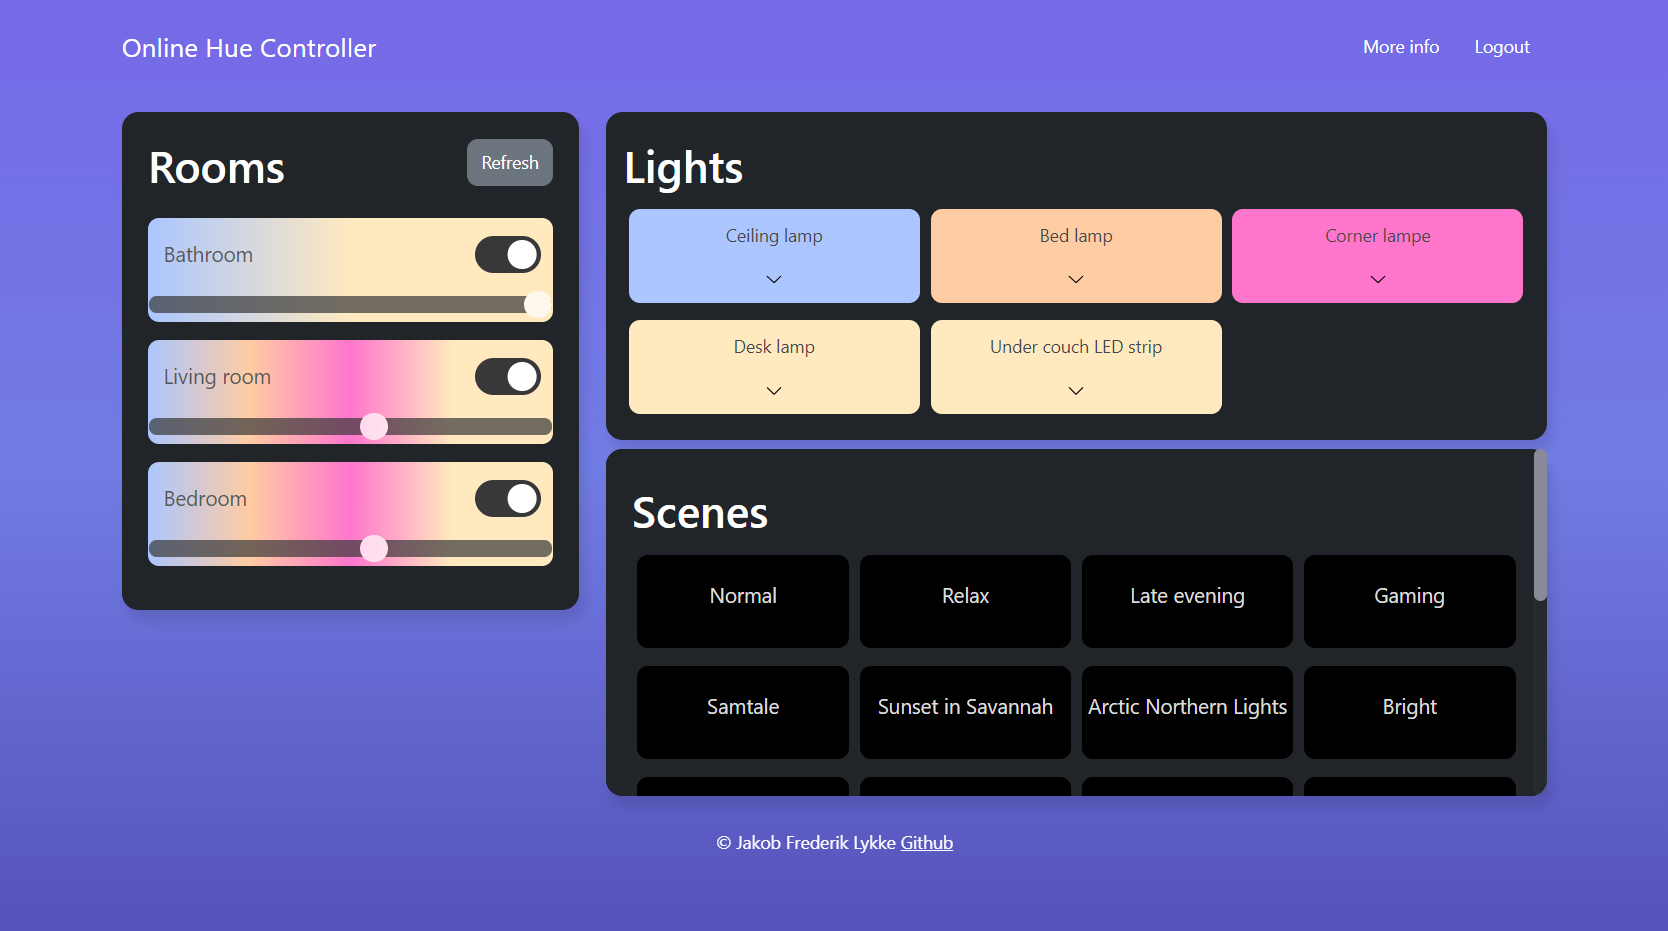 Online Hue Controller
More info
Logout
Rooms
Refresh
Bathroom
Living room
Bedroom
Lights
Ceiling lamp
Bed lamp
Corner lampe
Desk lamp
Under couch LED strip
Scenes
Normal
Relax
Late evening
Gaming
Samtale
Sunset in Savannah
Arctic Northern Lights
Bright
© Jakob Frederik Lykke Github